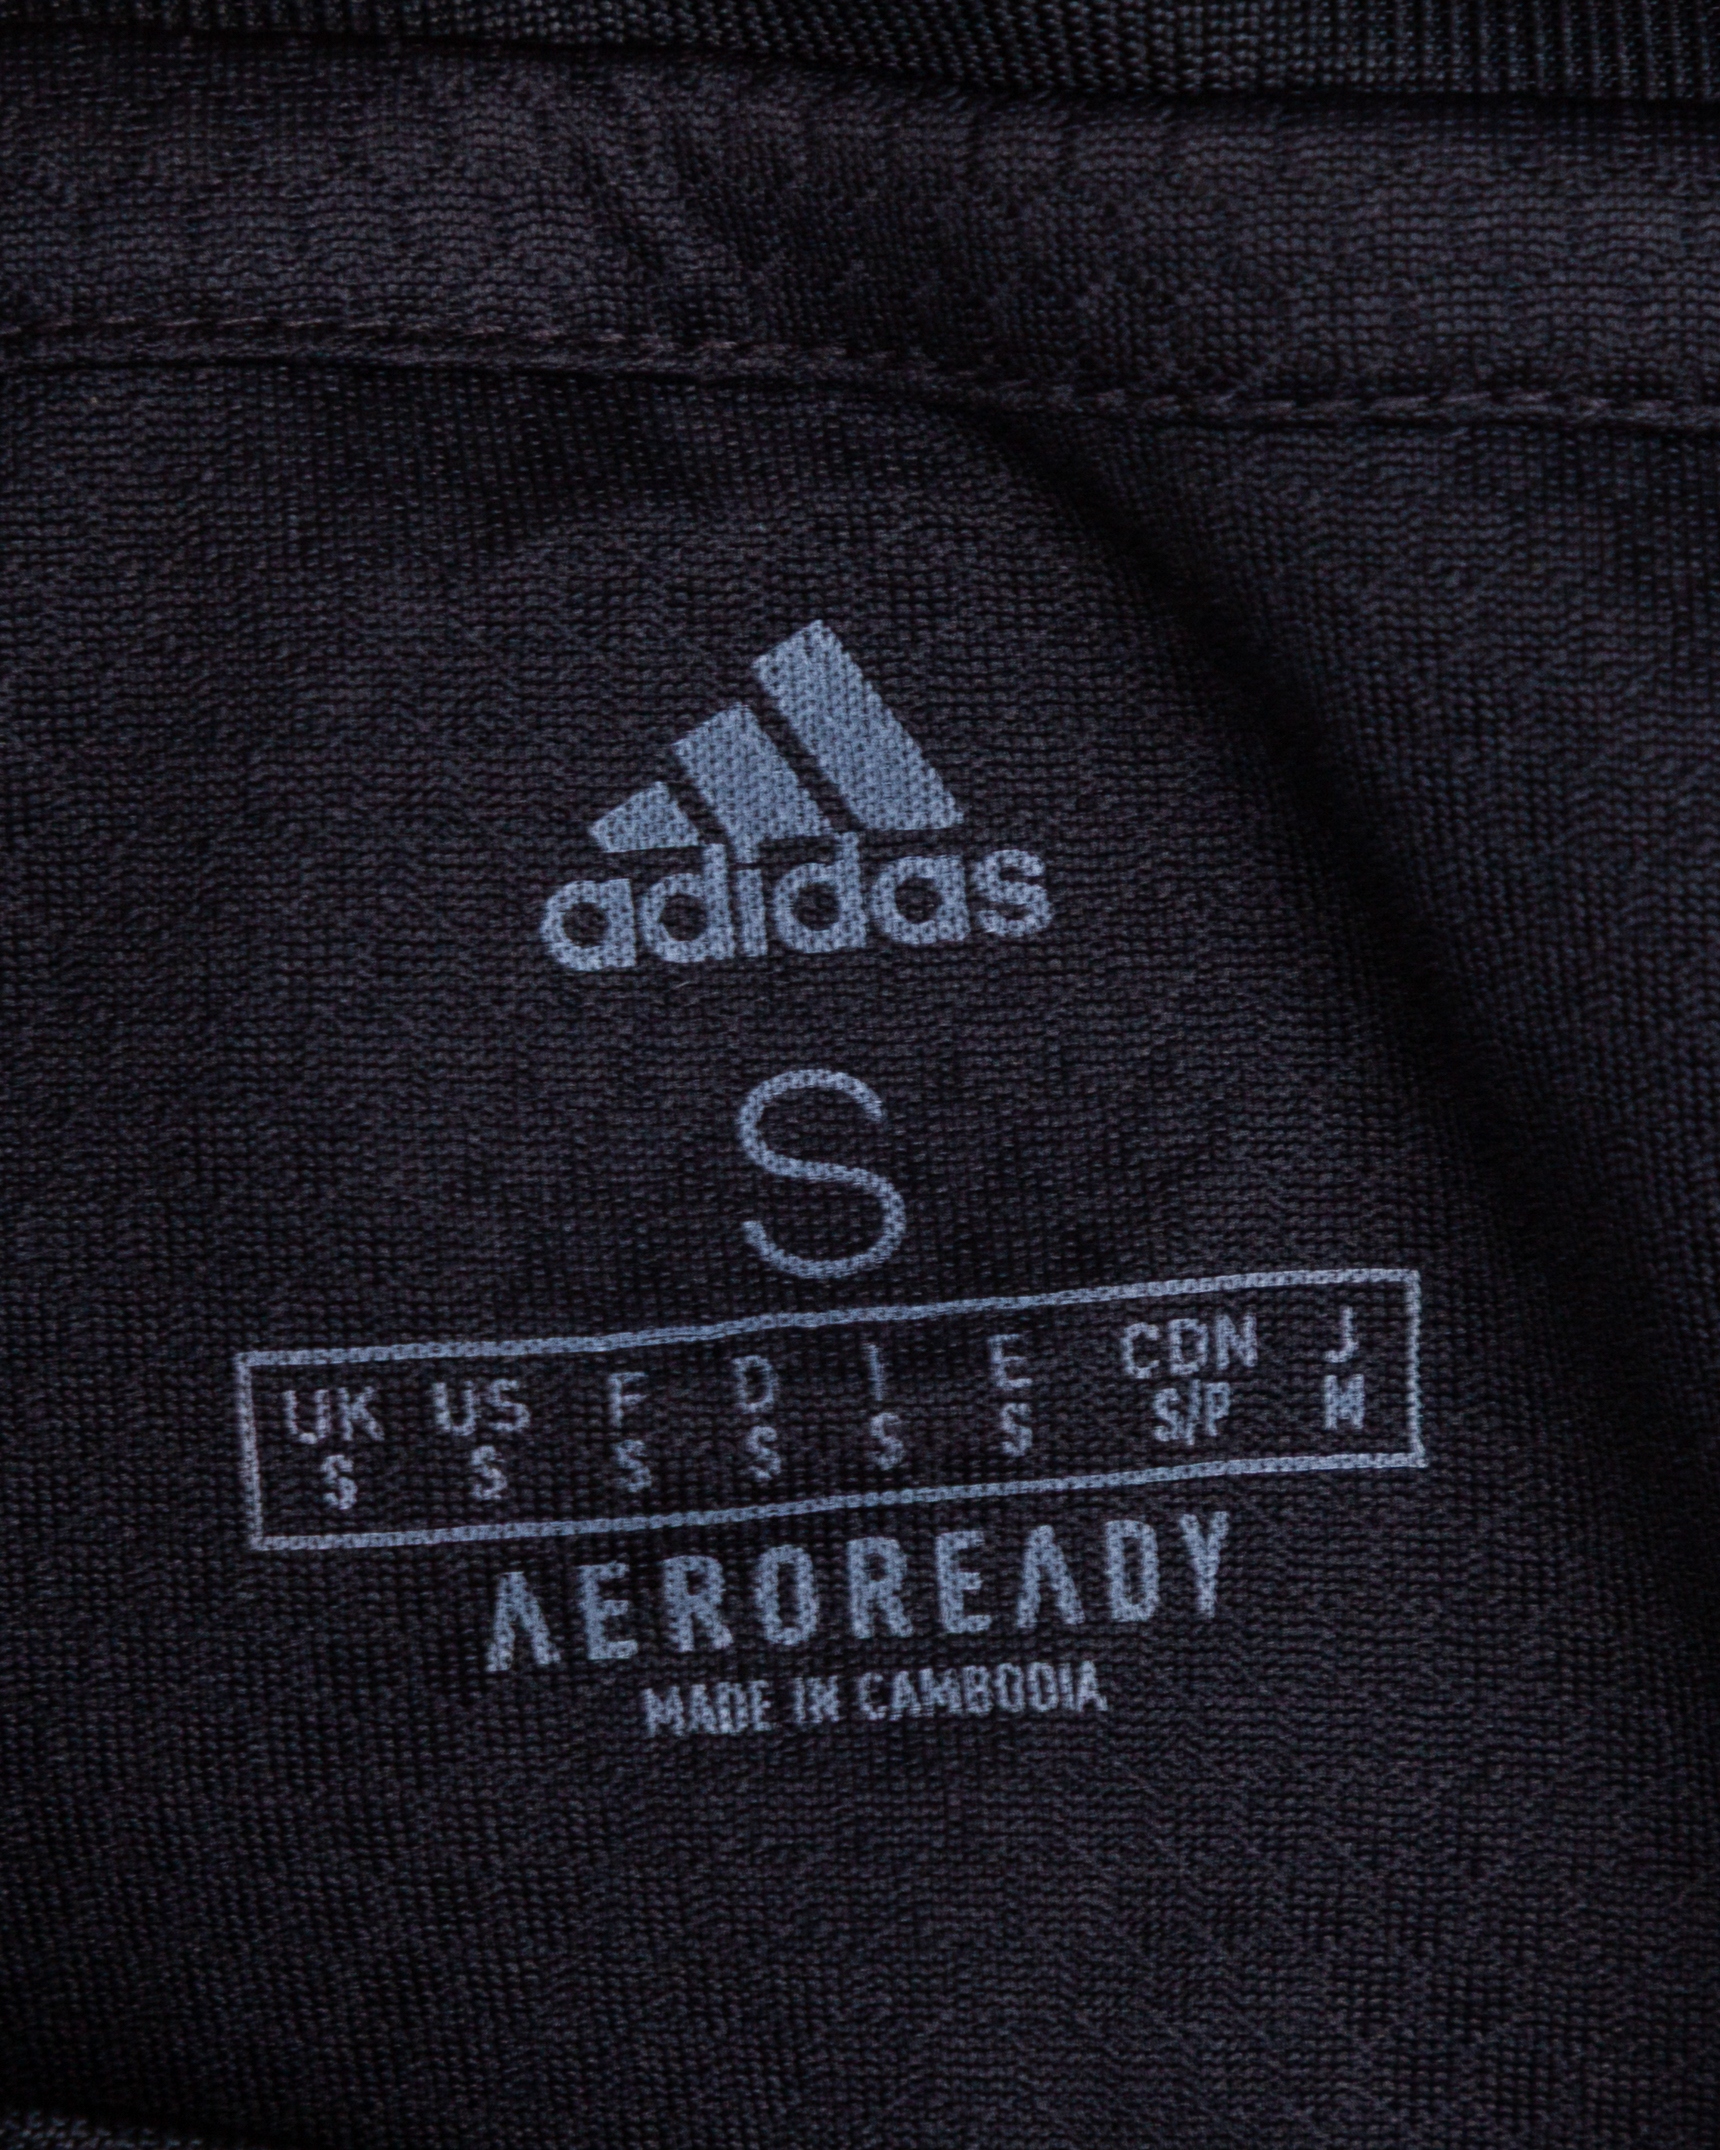 adidas
S
UK US F D I E CDN J
S S S S S S S/P M
AEROREADY
MADE IN CAMBODIA